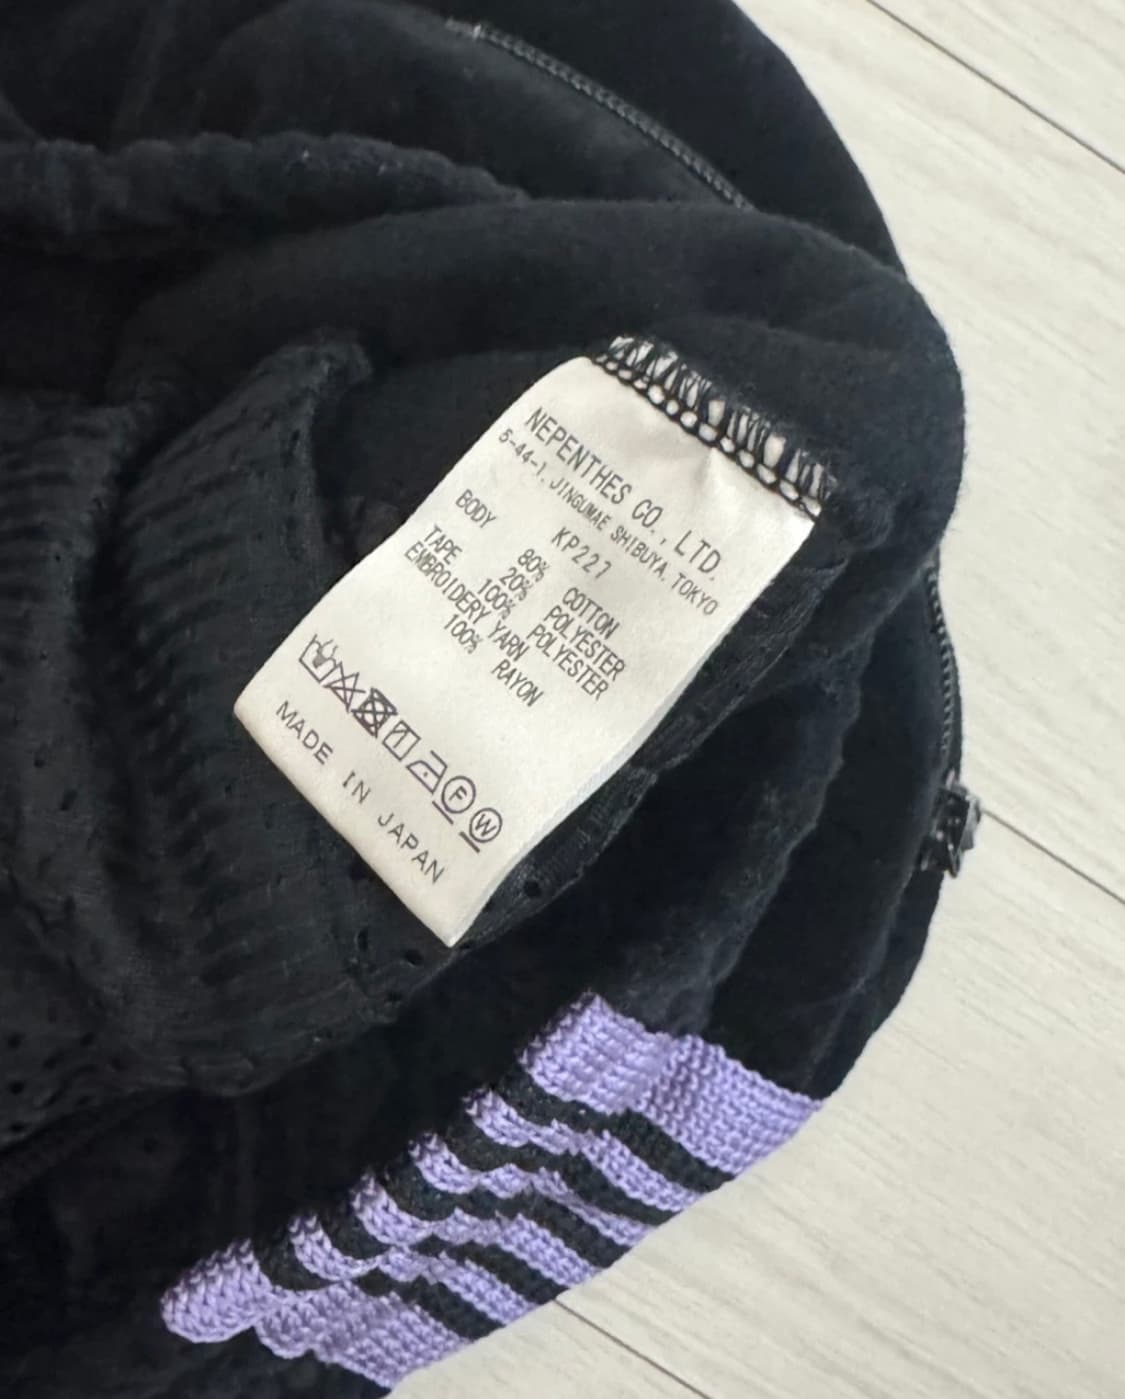 NEPENTHES CO., LTD.
5-44-1, JINGUMAE SHIBUYA, TOKYO
KP227
BODY 80% COTTON
20% POLYESTER
TAPE 100% POLYESTER
EMBROIDERY YARN
100% RAYON
F W
MADE IN JAPAN